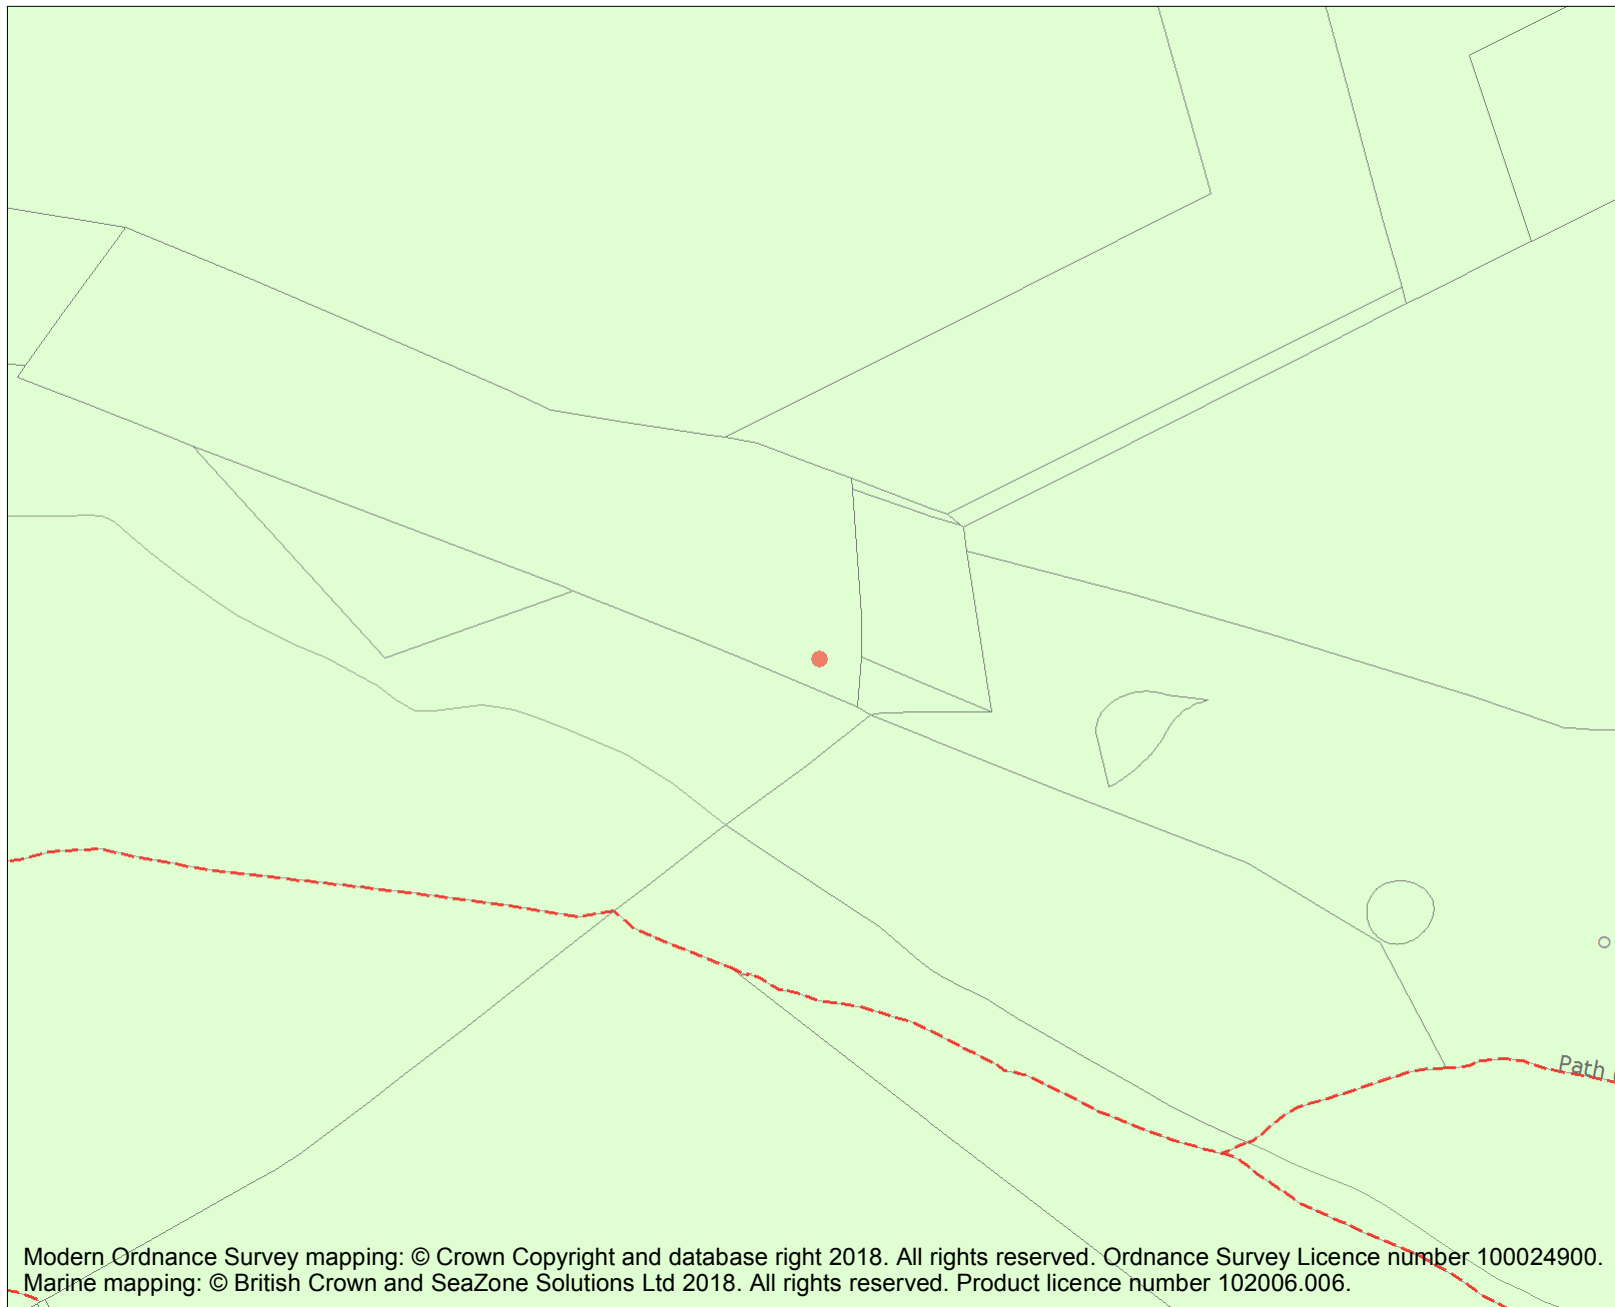 Path
Modern Ordnance Survey mapping: © Crown Copyright and database right 2018. All rights reserved. Ordnance Survey Licence number 100024900.
Marine mapping: © British Crown and SeaZone Solutions Ltd 2018. All rights reserved. Product licence number 102006.006.